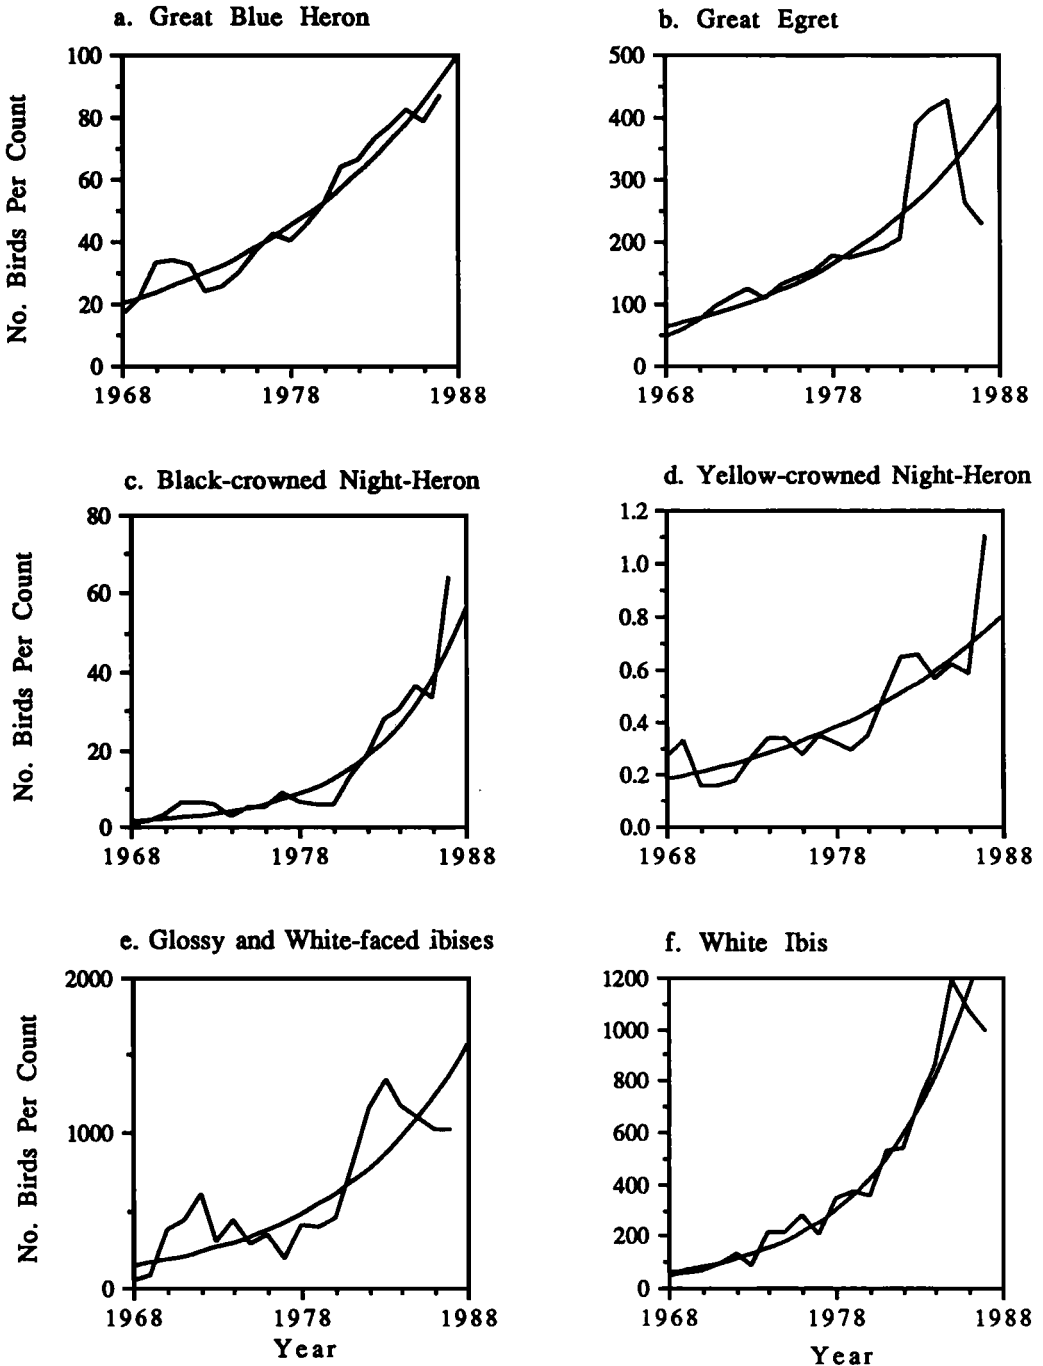 a. Great Blue Heron
No. Birds Per Count
100
80
60
40
20
0
1968 1978 1988
b. Great Egret
500
400
300
200
100
0
1968 1978 1988
c. Black-crowned Night-Heron
No. Birds Per Count
80
60
40
20
0
1968 1978 1988
d. Yellow-crowned Night-Heron
1.2
1.0
0.8
0.6
0.4
0.2
0.0
1968 1978 1988
e. Glossy and White-faced ibises
No. Birds Per Count
2000
1000
0
1968 1978 1988
Year
f. White Ibis
1200
1000
800
600
400
200
0
1968 1978 1988
Year